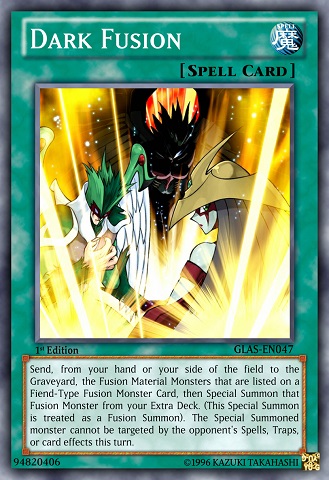 DARK FUSION
SPELL
魔
[SPELL CARD]
1st Edition
GLAS-EN047
Send, from your hand or your side of the field to the
Graveyard, the Fusion Material Monsters that are listed on a
Fiend-Type Fusion Monster Card, then Special Summon that
Fusion Monster from your Extra Deck. (This Special Summon
is treated as a Fusion Summon). The Special Summoned
monster cannot be targeted by the opponent's Spells, Traps,
or card effects this turn.
94820406
©1996 KAZUKI TAKAHASHI